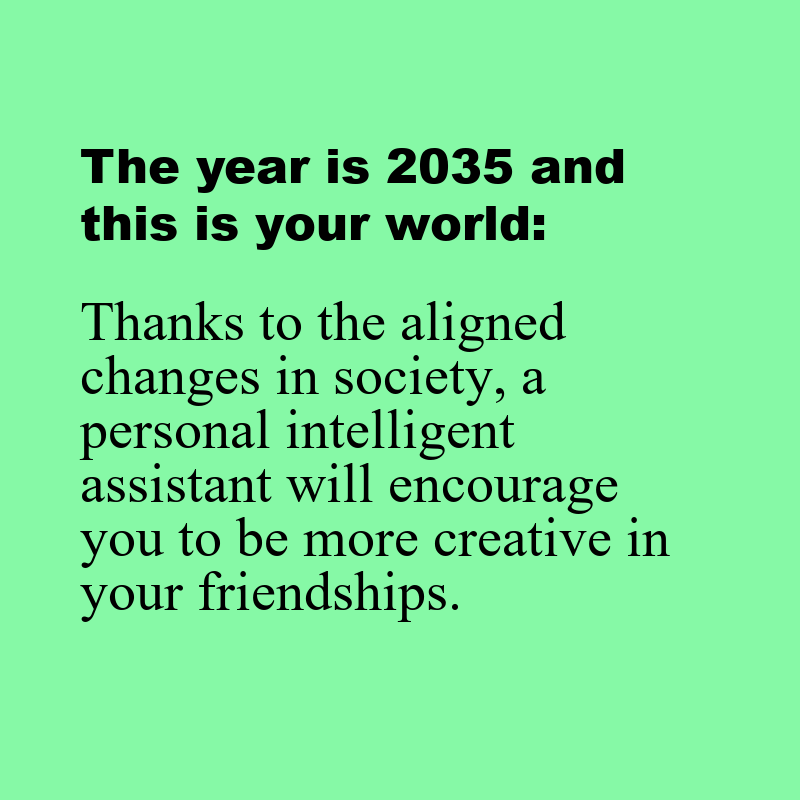 The year is 2035 and
this is your world:
Thanks to the aligned
changes in society, a
personal intelligent
assistant will encourage
you to be more creative in
your friendships.